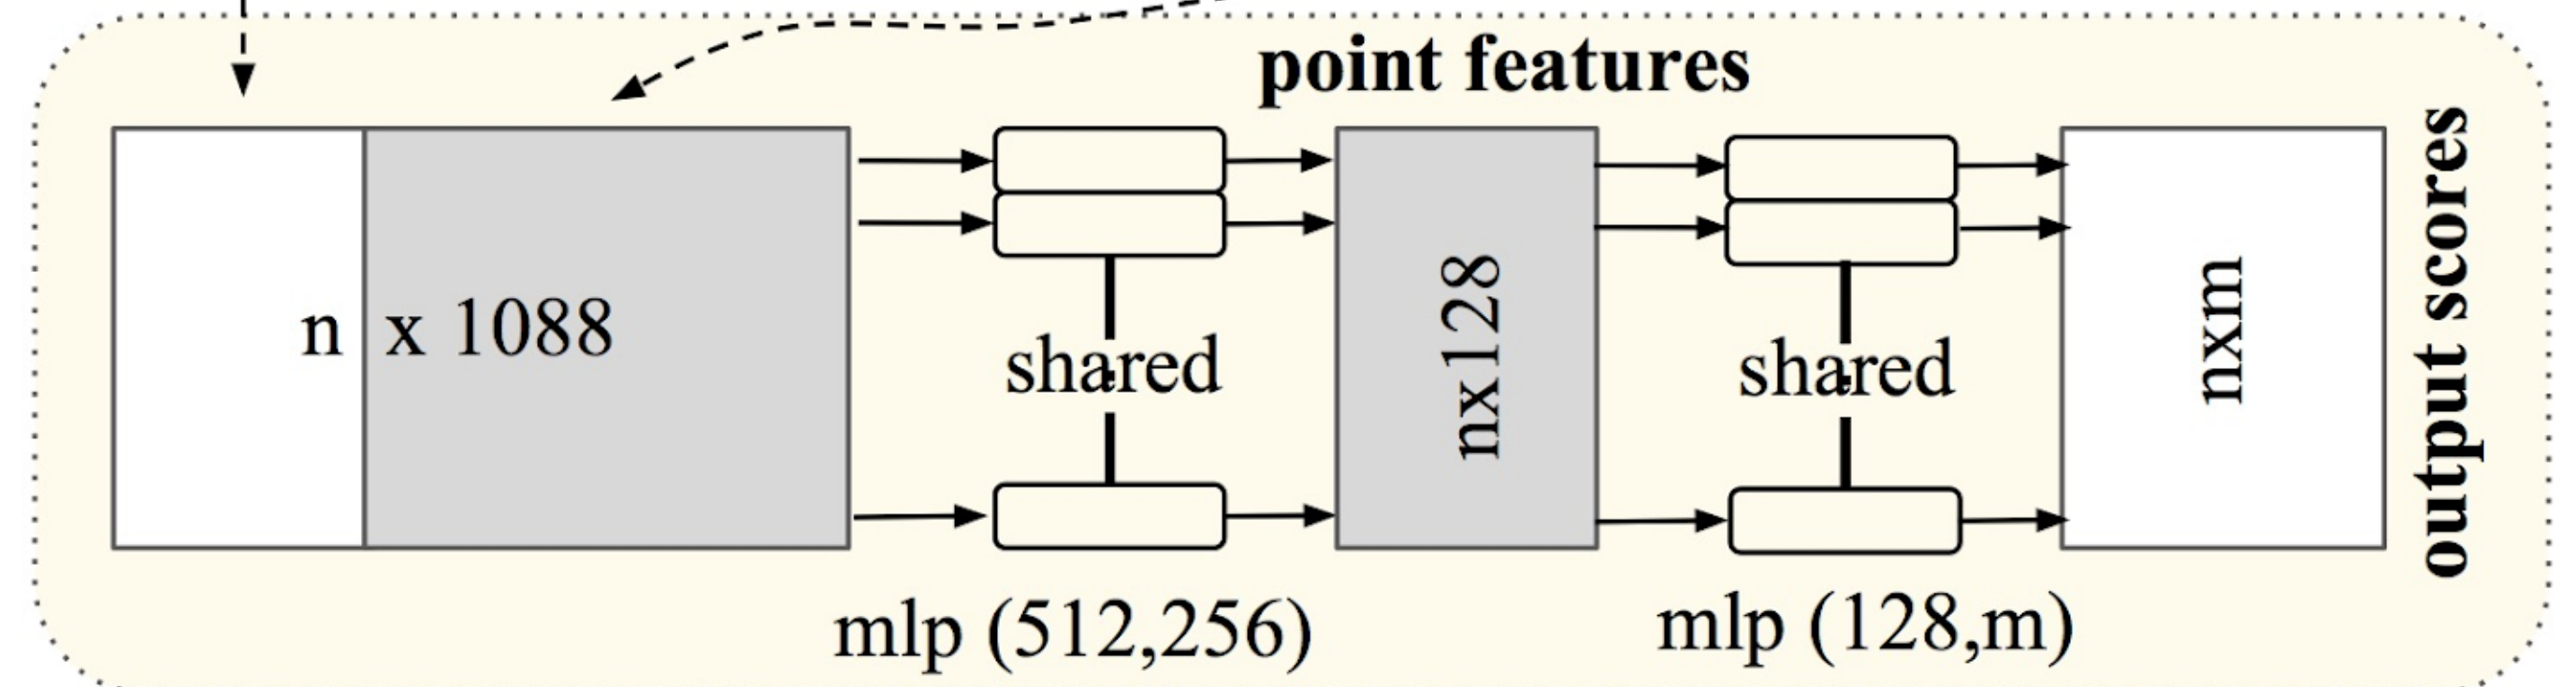 point features
n x 1088
shared
nx128
shared
nxm
output scores
mlp (512,256)
mlp (128,m)